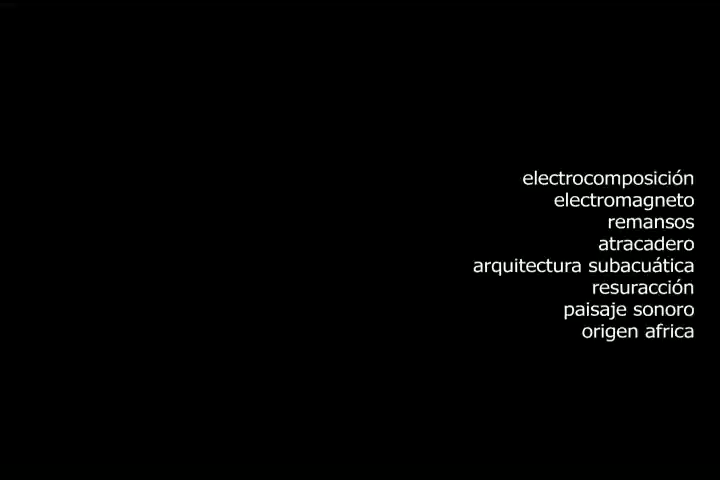 electrocomposición
electromagneto
remansos
atracadero
arquitectura subacuática
resuracción
paisaje sonoro
origen africa